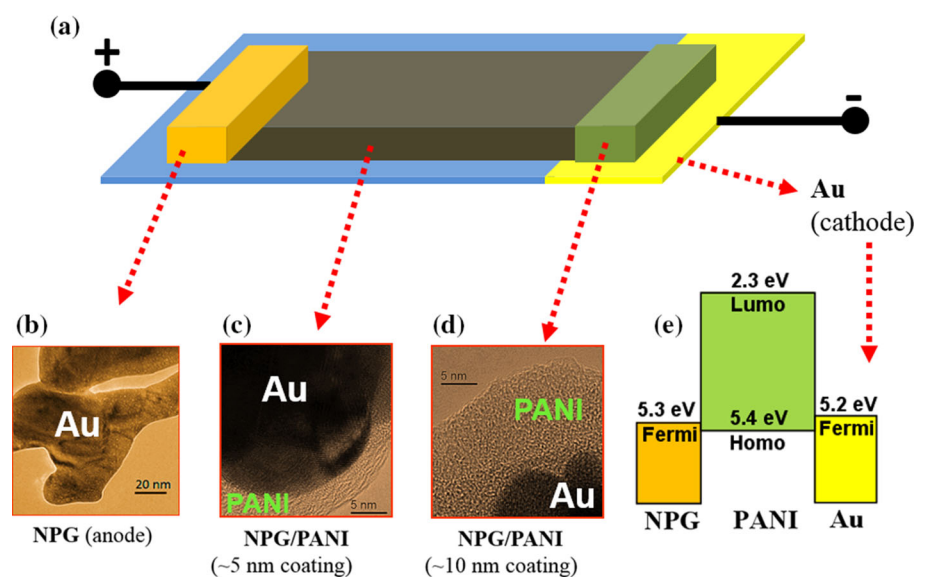 (a)
+
-
Au
(cathode)
(b)
Au
20 nm
NPG (anode)
(c)
Au
PANI
5 nm
NPG/PANI
(~5 nm coating)
(d)
5 nm
PANI
Au
NPG/PANI
(~10 nm coating)
(e)
2.3 eV
Lumo
5.3 eV
Fermi
5.4 eV
Homo
5.2 eV
Fermi
NPG
PANI
Au